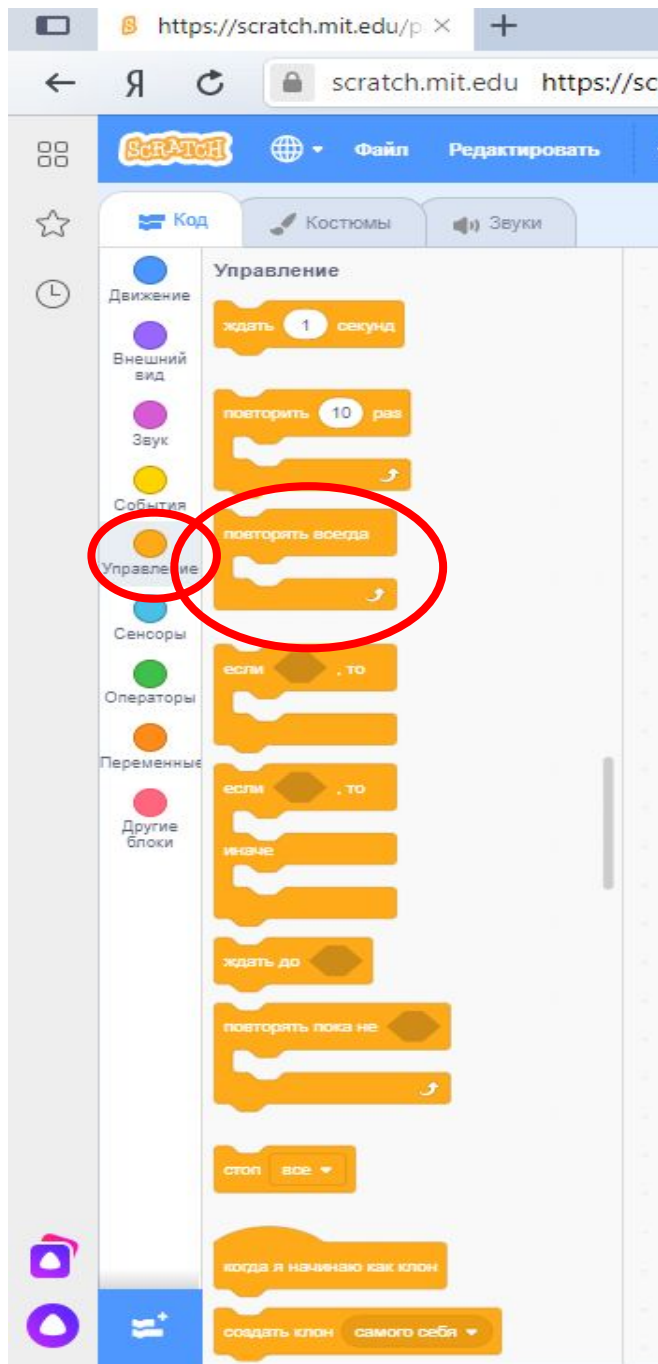 https://scratch.mit.edu/p
Я scratch.mit.edu https://sc
SCRATCH Файл Редактировать
Код Костюмы Звуки
Управление
Движение
Внешний
вид
Звук
События
Управление
Сенсоры
Операторы
Переменные
Другие
блоки
ждать 1 секунд
повторить 10 раз
повторять всегда
если , то
если , то
иначе
ждать до
повторять пока не
стоп все
когда я начинаю как клон
создать клон самого себя